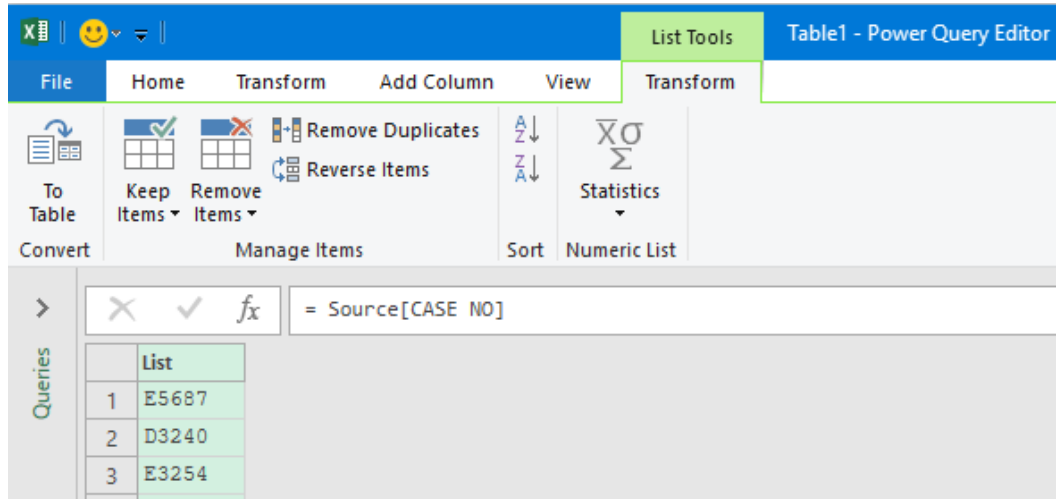 List Tools
Table1 - Power Query Editor
File
Home
Transform
Add Column
View
Transform
To
Table
Keep
Items
Remove
Items
Remove Duplicates
Reverse Items
A
Z
Z
A
X̅σ
Σ
Statistics
Convert
Manage Items
Sort
Numeric List
fx
= Source[CASE NO]
Queries
List
1 E5687
2 D3240
3 E3254